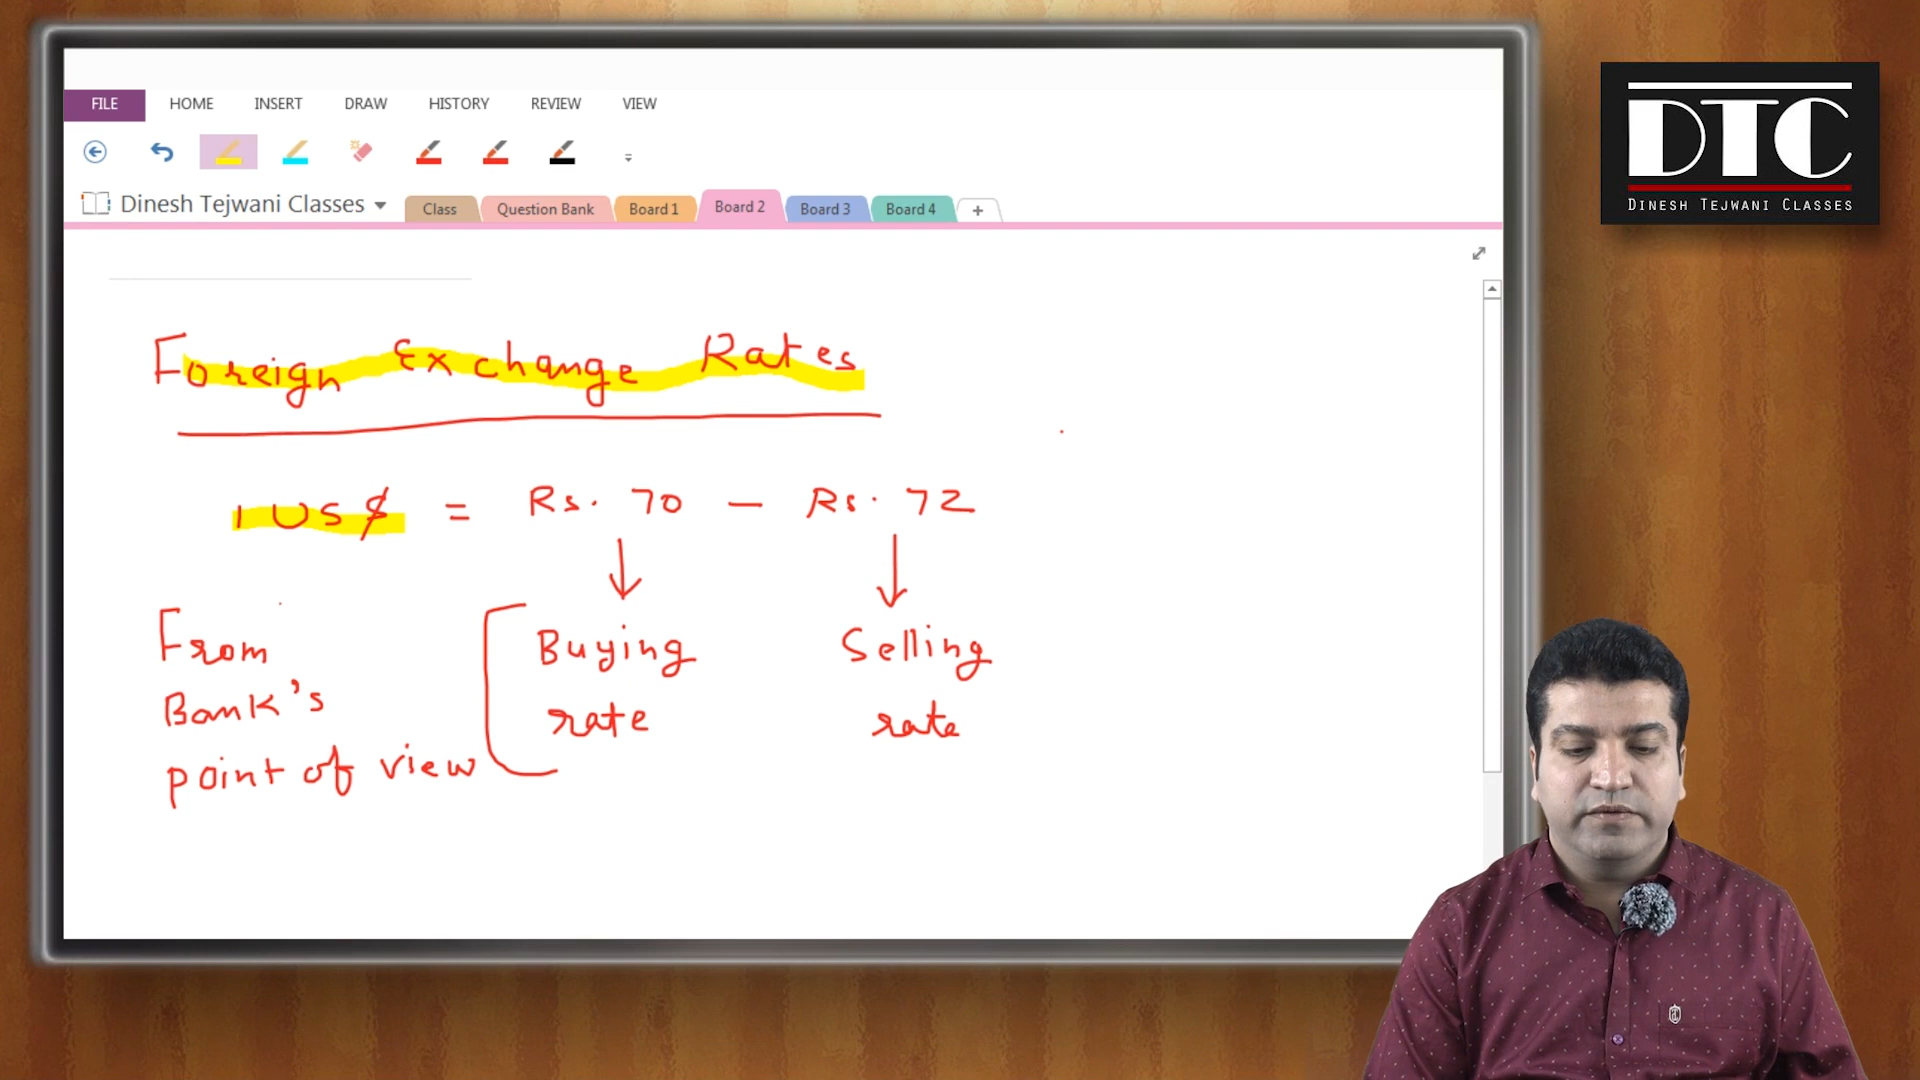 FILE HOME INSERT DRAW HISTORY REVIEW VIEW
Dinesh Tejwani Classes Class Question Bank Board 1 Board 2 Board 3 Board 4 +
DTC
DINESH TEJWANI CLASSES
Foreign Exchange Rates
1 US $ = Rs. 70 — Rs. 72
From
Bank's
point of view
Buying
rate
Selling
rate